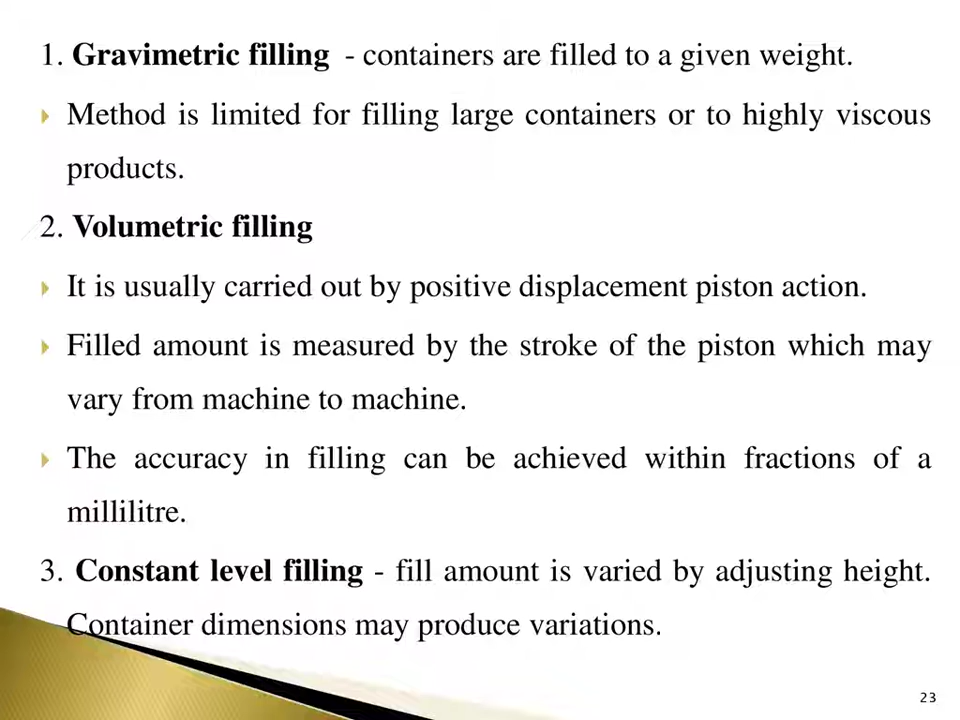 1. Gravimetric filling - containers are filled to a given weight.
Method is limited for filling large containers or to highly viscous
products.
2. Volumetric filling
It is usually carried out by positive displacement piston action.
Filled amount is measured by the stroke of the piston which may
vary from machine to machine.
The accuracy in filling can be achieved within fractions of a
millilitre.
3. Constant level filling - fill amount is varied by adjusting height.
Container dimensions may produce variations.
23